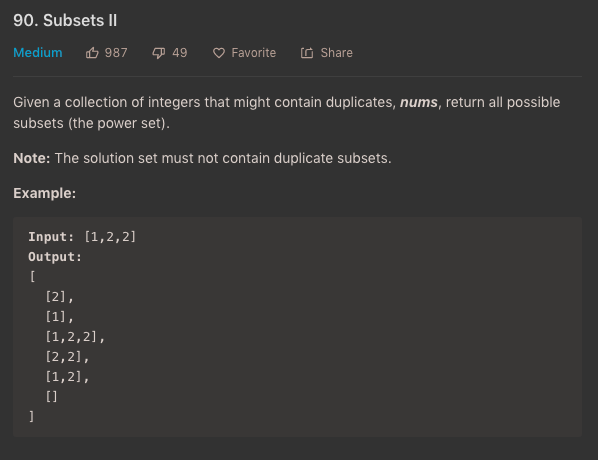 90. Subsets II
Medium 987 49 Favorite Share
Given a collection of integers that might contain duplicates, nums, return all possible
subsets (the power set).
Note: The solution set must not contain duplicate subsets.
Example:
Input: [1,2,2]
Output:
[
  [2],
  [1],
  [1,2,2],
  [2,2],
  [1,2],
  []
]